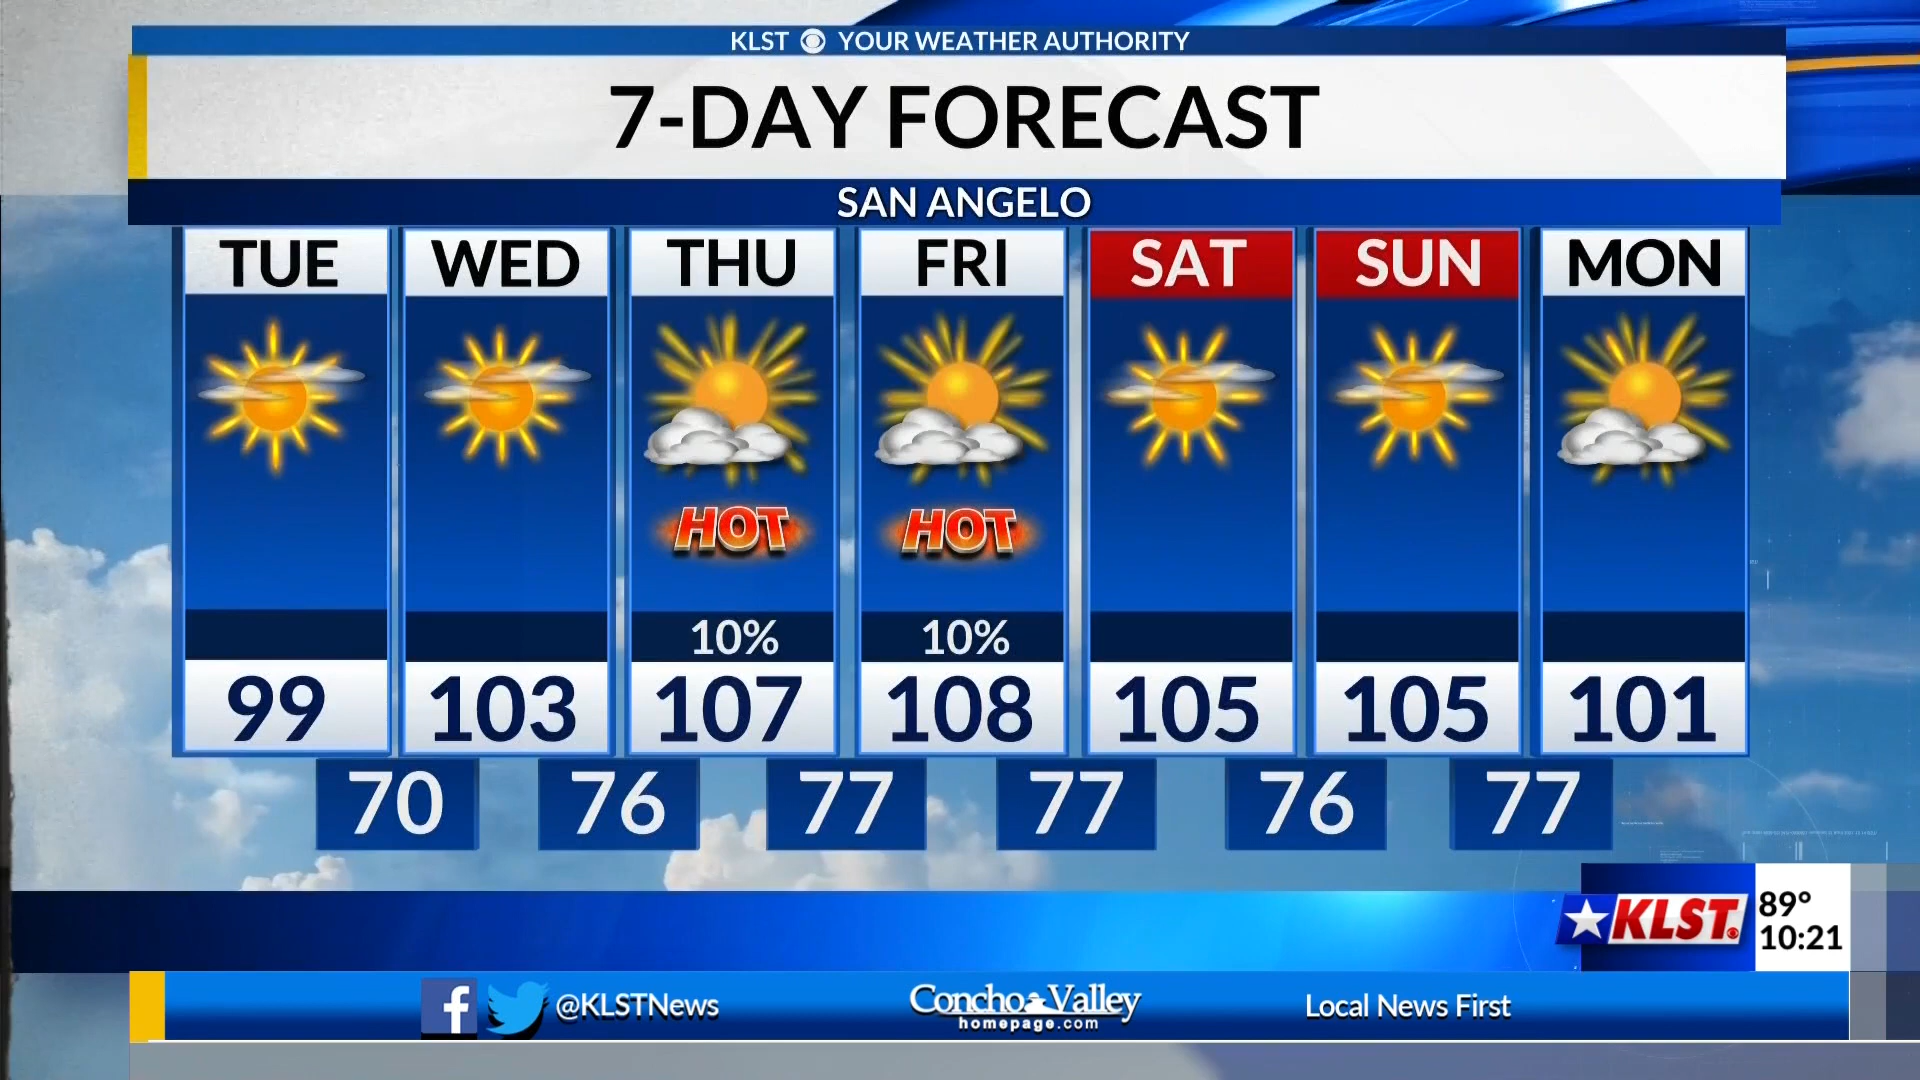 KLST YOUR WEATHER AUTHORITY
7-DAY FORECAST
SAN ANGELO
TUE WED THU FRI SAT SUN MON
HOT HOT
10% 10%
99 103 107 108 105 105 101
70 76 77 77 76 77
KLST 89°
10:21
@KLSTNews Concho Valley Local News First
homepage.com